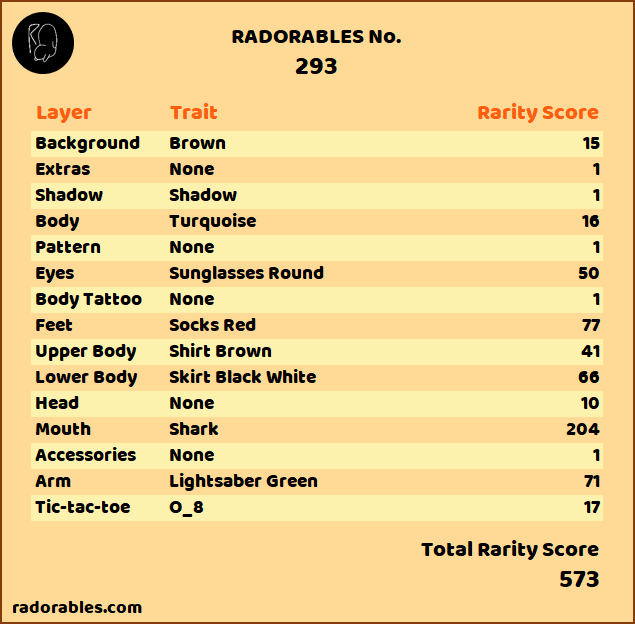 RADORABLES No.
293
Layer Trait Rarity Score
Background Brown 15
Extras None 1
Shadow Shadow 1
Body Turquoise 16
Pattern None 1
Eyes Sunglasses Round 50
Body Tattoo None 1
Feet Socks Red 77
Upper Body Shirt Brown 41
Lower Body Skirt Black White 66
Head None 10
Mouth Shark 204
Accessories None 1
Arm Lightsaber Green 71
Tic-tac-toe O_8 17
Total Rarity Score
573
radorables.com